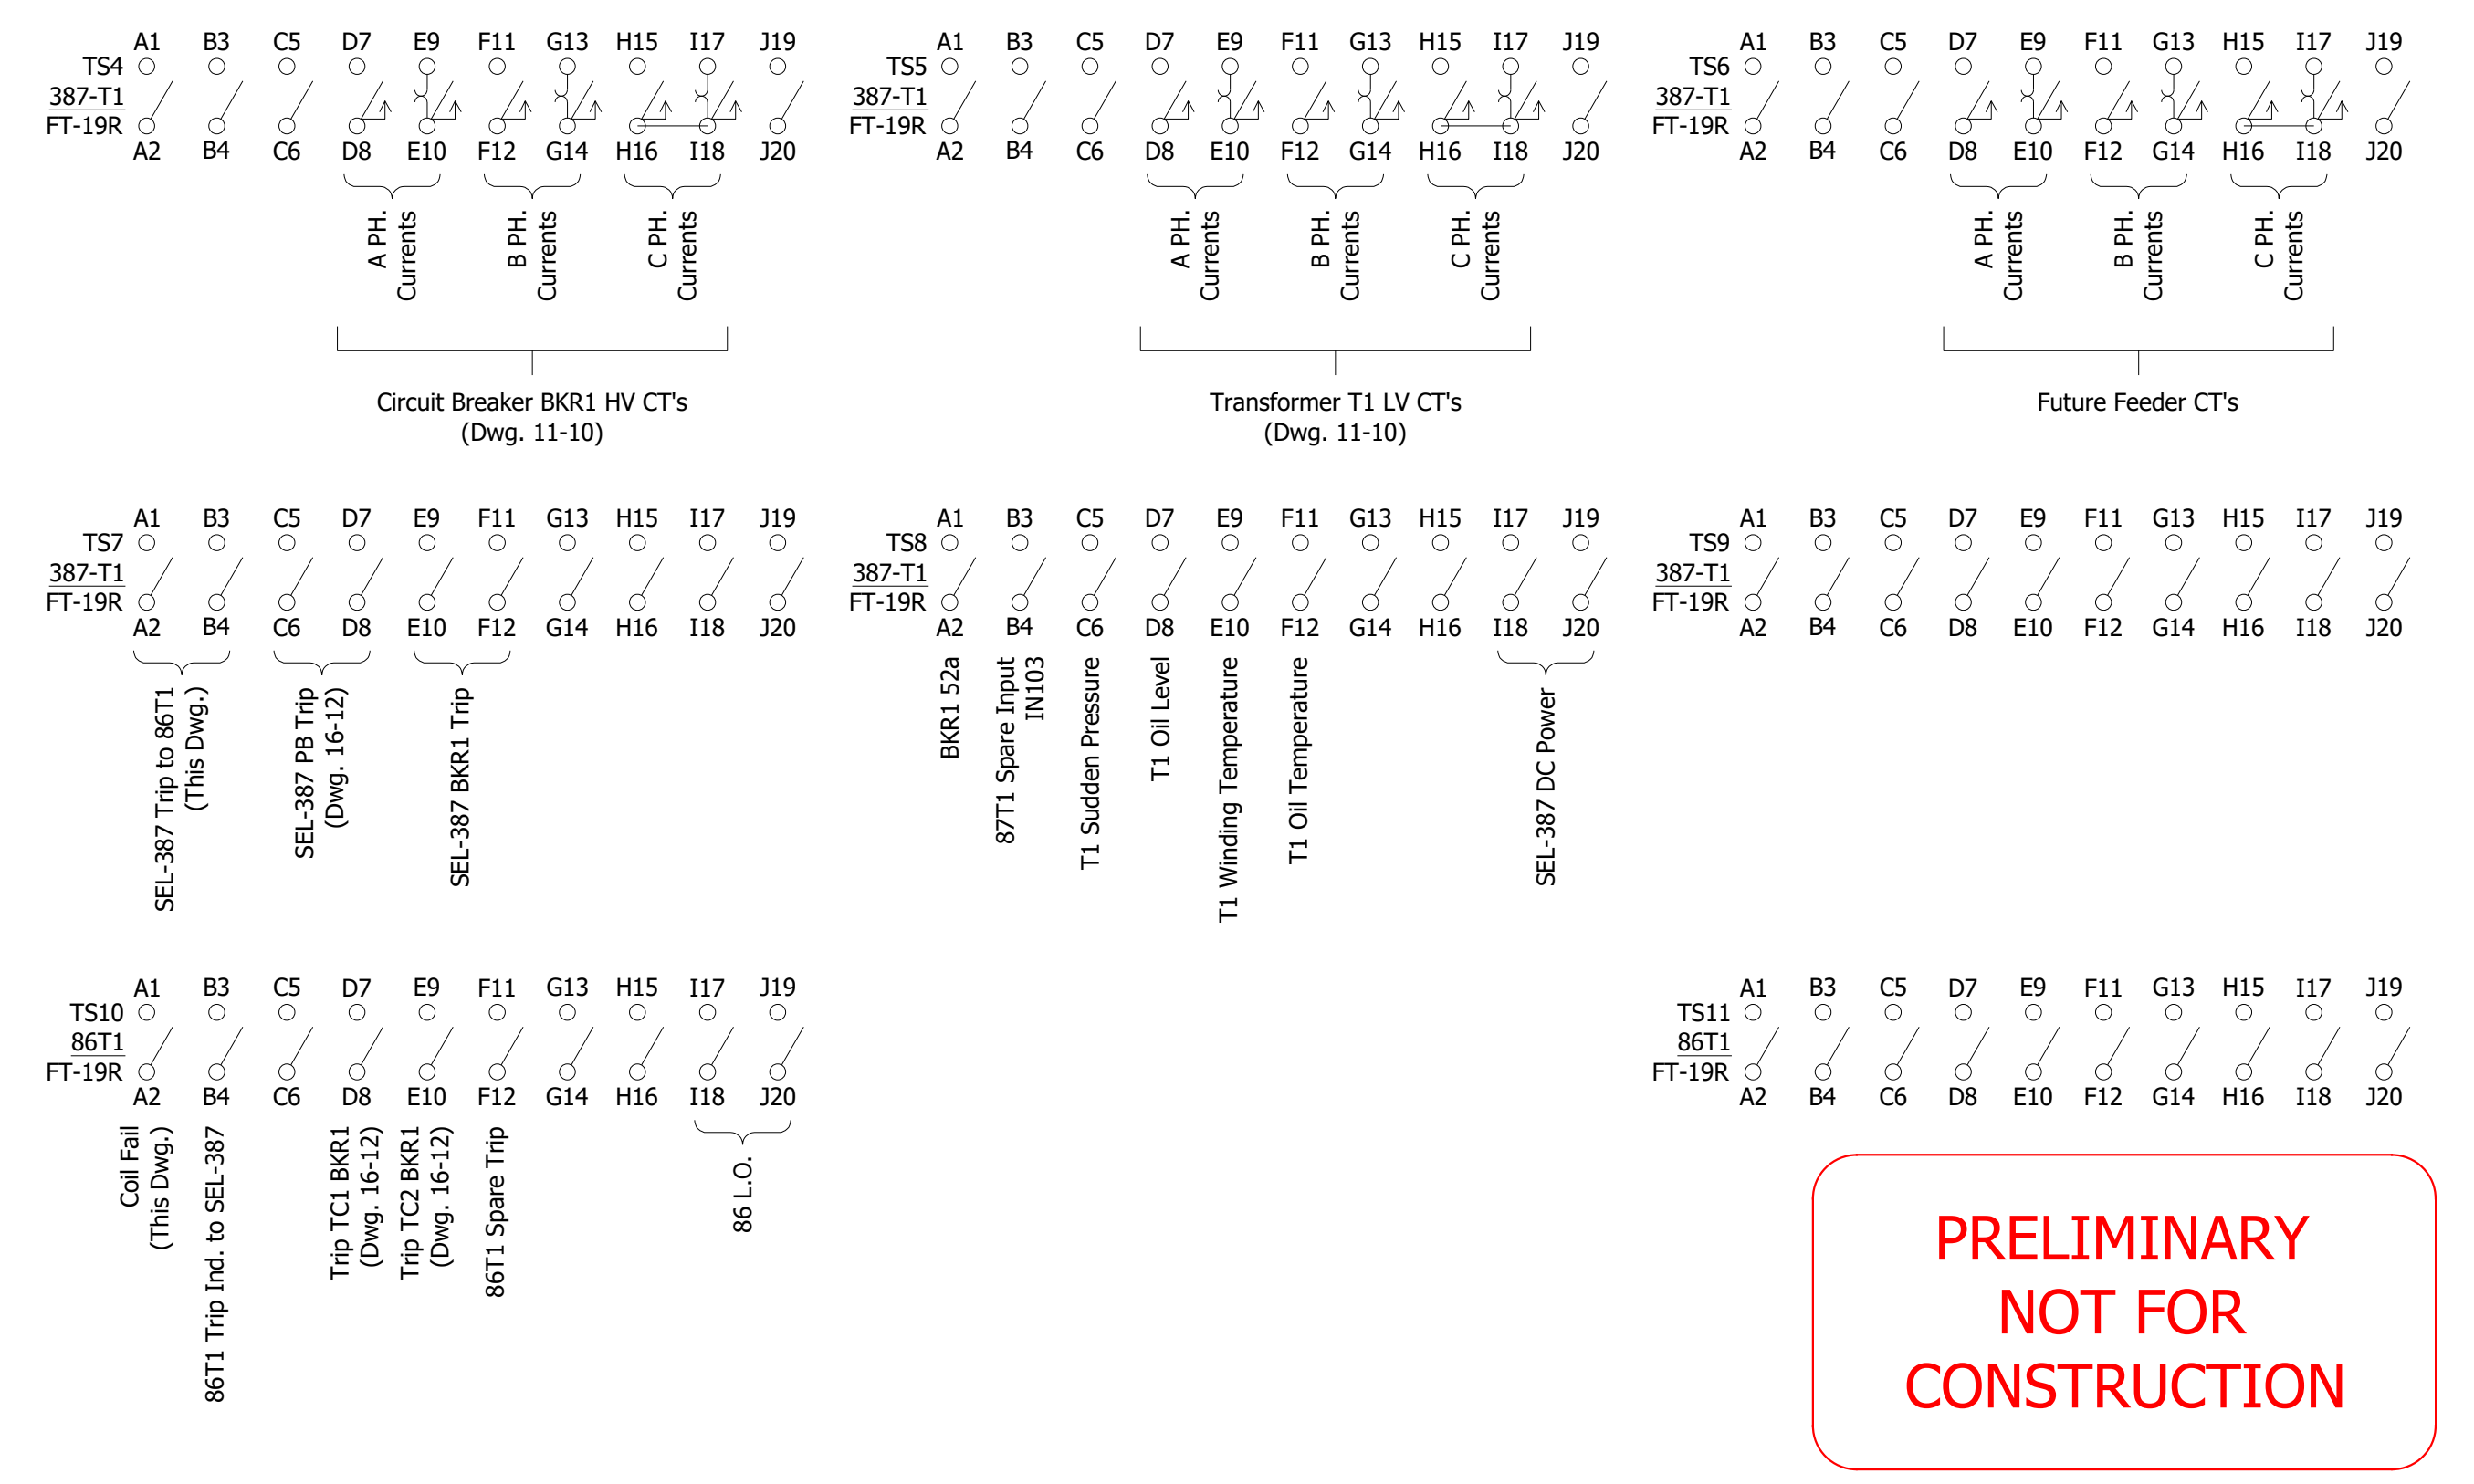 A1 B3 C5 D7 E9 F11 G13 H15 I17 J19
TS4
387-T1
FT-19R
A2 B4 C6 D8 E10 F12 G14 H16 I18 J20
A PH.
Currents
B PH.
Currents
C PH.
Currents
Circuit Breaker BKR1 HV CT's
(Dwg. 11-10)
A1 B3 C5 D7 E9 F11 G13 H15 I17 J19
TS5
387-T1
FT-19R
A2 B4 C6 D8 E10 F12 G14 H16 I18 J20
A PH.
Currents
B PH.
Currents
C PH.
Currents
Transformer T1 LV CT's
(Dwg. 11-10)
A1 B3 C5 D7 E9 F11 G13 H15 I17 J19
TS6
387-T1
FT-19R
A2 B4 C6 D8 E10 F12 G14 H16 I18 J20
A PH.
Currents
B PH.
Currents
C PH.
Currents
Future Feeder CT's
A1 B3 C5 D7 E9 F11 G13 H15 I17 J19
TS7
387-T1
FT-19R
A2 B4 C6 D8 E10 F12 G14 H16 I18 J20
SEL-387 Trip to 86T1
(This Dwg.)
SEL-387 PB Trip
(Dwg. 16-12)
SEL-387 BKR1 Trip
A1 B3 C5 D7 E9 F11 G13 H15 I17 J19
TS8
387-T1
FT-19R
A2 B4 C6 D8 E10 F12 G14 H16 I18 J20
BKR1 52a
87T1 Spare Input
IN103
T1 Sudden Pressure
T1 Oil Level
T1 Winding Temperature
T1 Oil Temperature
SEL-387 DC Power
A1 B3 C5 D7 E9 F11 G13 H15 I17 J19
TS9
387-T1
FT-19R
A2 B4 C6 D8 E10 F12 G14 H16 I18 J20
A1 B3 C5 D7 E9 F11 G13 H15 I17 J19
TS10
86T1
FT-19R
A2 B4 C6 D8 E10 F12 G14 H16 I18 J20
Coil Fail
(This Dwg.)
86T1 Trip Ind. to SEL-387
Trip TC1 BKR1
(Dwg. 16-12)
Trip TC2 BKR1
(Dwg. 16-12)
86T1 Spare Trip
86 L.O.
A1 B3 C5 D7 E9 F11 G13 H15 I17 J19
TS11
86T1
FT-19R
A2 B4 C6 D8 E10 F12 G14 H16 I18 J20
PRELIMINARY
NOT FOR
CONSTRUCTION